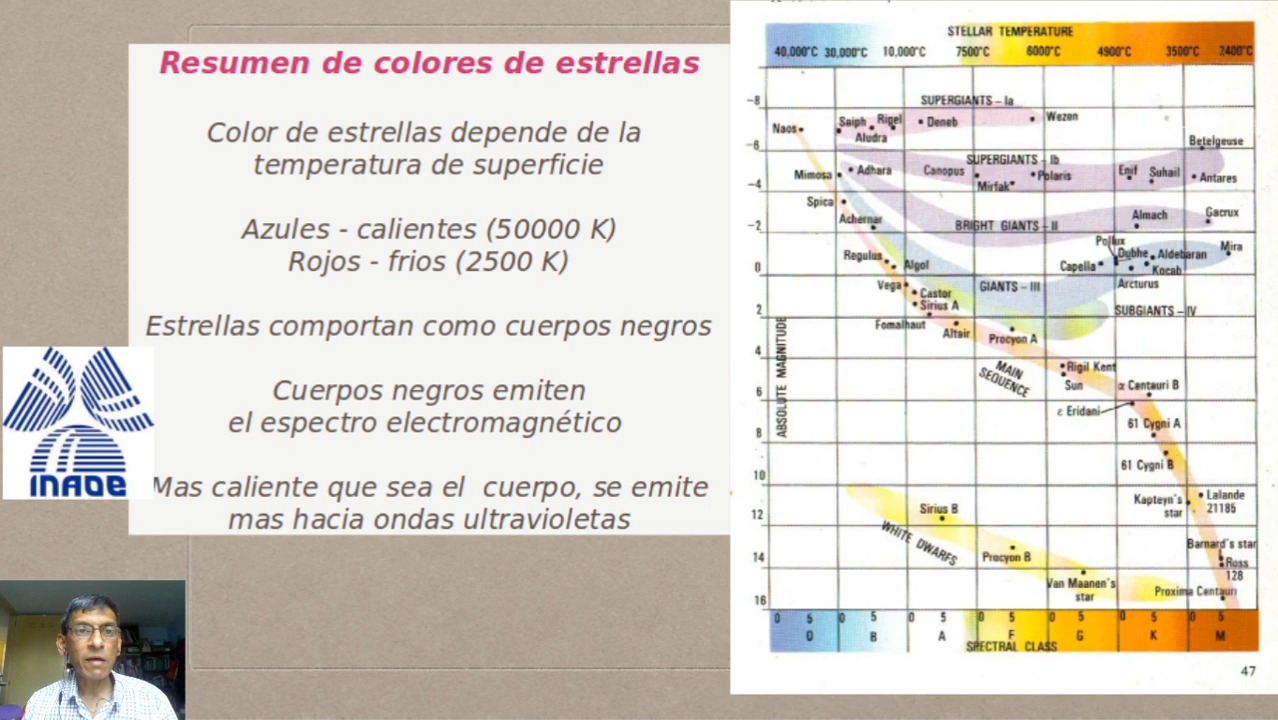 Resumen de colores de estrellas
Color de estrellas depende de la
temperatura de superficie
Azules - calientes (50000 K)
Rojos - frios (2500 K)
Estrellas comportan como cuerpos negros
Cuerpos negros emiten
el espectro electromagnético
Mas caliente que sea el cuerpo, se emite
mas hacia ondas ultravioletas
INAOE
STELLAR TEMPERATURE
40,000°C 30,000°C 10,000°C 7500°C 6000°C 4900°C 3500°C 2400°C
-8
SUPERGIANTS - Ia
Naos
Saiph
Rigel
Aludra
Deneb
Wezen
-6
Betelgeuse
SUPERGIANTS - Ib
Mimosa
Adhara
Canopus
Mirfak
Polaris
Enif
Suhail
Antares
-4
Spica
Achernar
Almach
Gacrux
-2
BRIGHT GIANTS - II
Pollux
Mira
Regulus
Algol
Capella
Dubhe
Aldebaran
Kocab
0
Vega
Castor
GIANTS - III
Arcturus
Sirius A
2
SUBGIANTS - IV
Fomalhaut
Altair
Procyon A
4
MAIN
SEQUENCE
Rigil Kent
Sun
α Centauri B
6
ε Eridani
61 Cygni A
8
61 Cygni B
10
Kapteyn's
star
Lalande
21185
12
Sirius B
WHITE DWARFS
Procyon B
Barnard's star
14
Ross
128
Van Maanen's
star
Proxima Centauri
16
ABSOLUTE MAGNITUDE
0 5 0 5 0 5 0 5 0 5 0 5 0 5
O B A F G K M
SPECTRAL CLASS
47